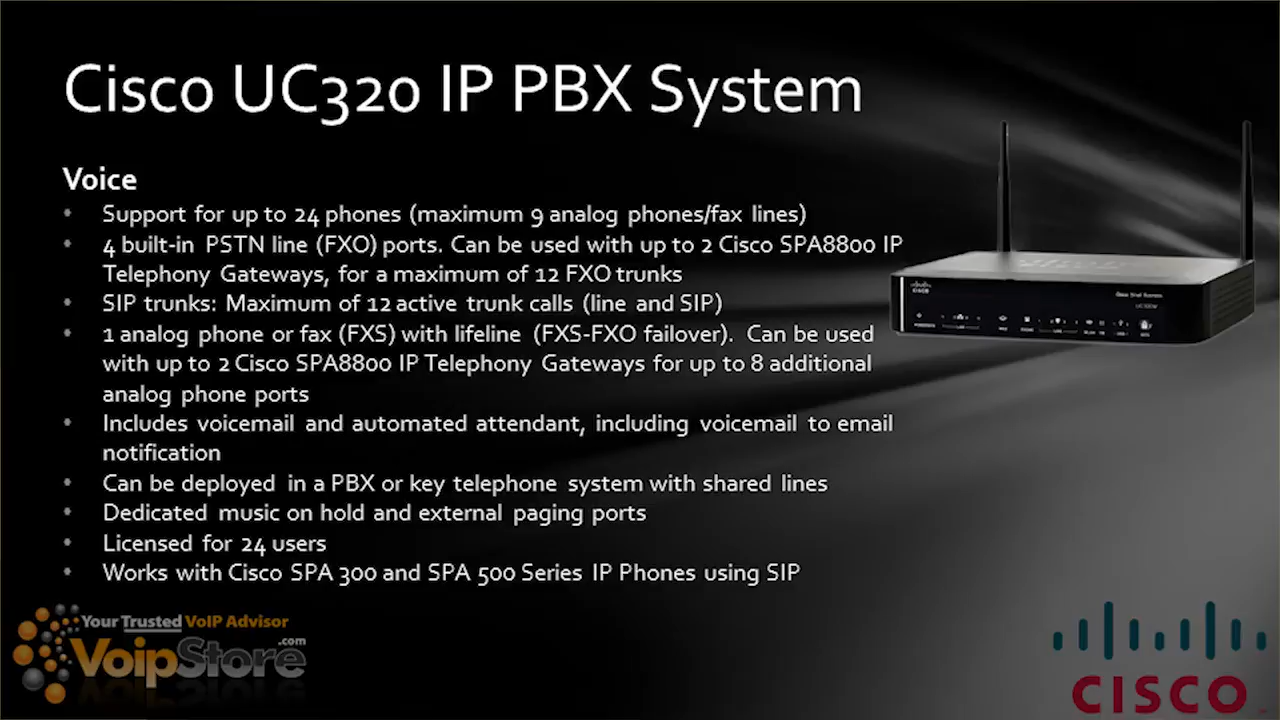 Cisco UC320 IP PBX System
Voice
• Support for up to 24 phones (maximum 9 analog phones/fax lines)
• 4 built-in PSTN line (FXO) ports. Can be used with up to 2 Cisco SPA8800 IP
Telephony Gateways, for a maximum of 12 FXO trunks
• SIP trunks: Maximum of 12 active trunk calls (line and SIP)
• 1 analog phone or fax (FXS) with lifeline (FXS-FXO failover). Can be used
with up to 2 Cisco SPA8800 IP Telephony Gateways for up to 8 additional
analog phone ports
• Includes voicemail and automated attendant, including voicemail to email
notification
• Can be deployed in a PBX or key telephone system with shared lines
• Dedicated music on hold and external paging ports
• Licensed for 24 users
• Works with Cisco SPA 300 and SPA 500 Series IP Phones using SIP
CISCO
Your Trusted VoIP Advisor
VoipStore.com
CISCO